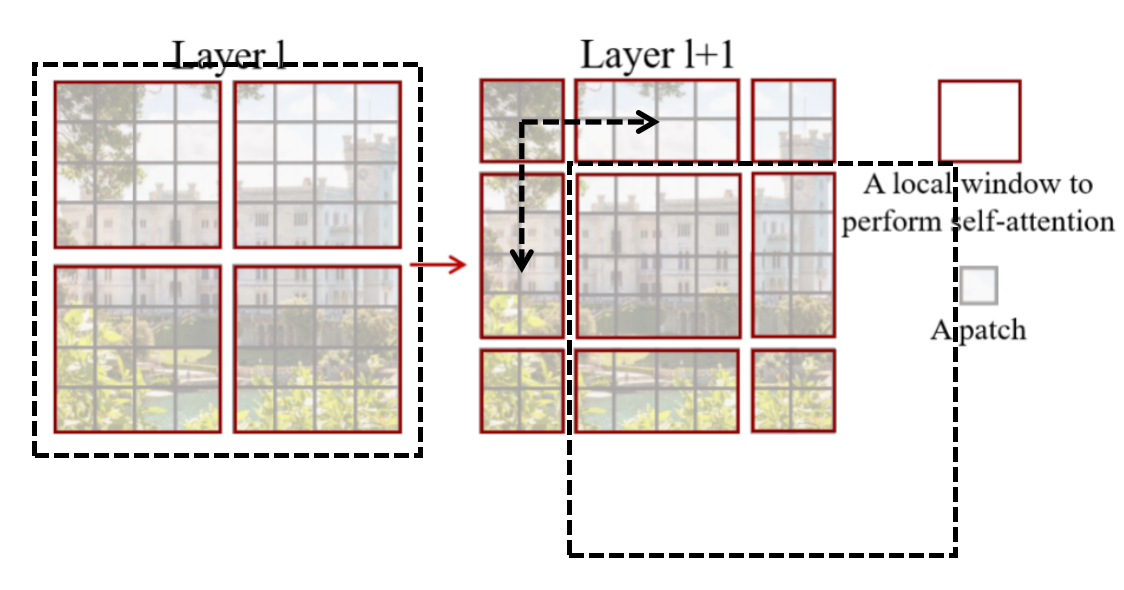 Layer l
Layer l+1
A local window to
perform self-attention
A patch